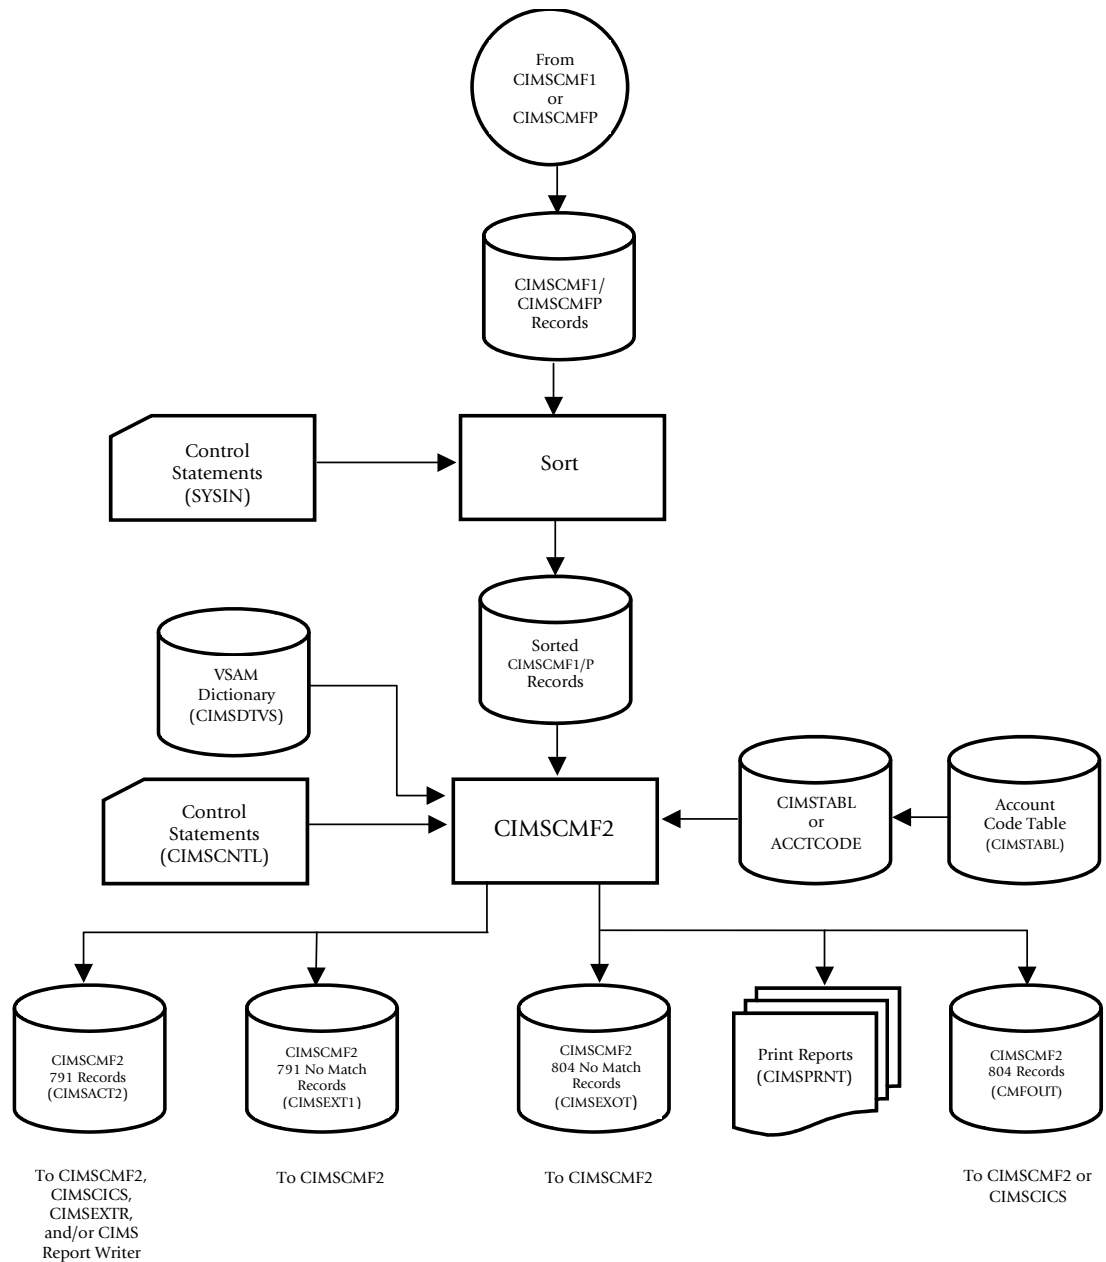 From
CIMSCMF1
or
CIMSCMFP
CIMSCMF1/
CIMSCMFP
Records
Control
Statements
(SYSIN)
Sort
Sorted
CIMSCMF1/P
Records
VSAM
Dictionary
(CIMSDTVS)
Control
Statements
(CIMSCNTL)
CIMSCMF2
CIMSTABL
or
ACCTCODE
Account
Code Table
(CIMSTABL)
CIMSCMF2
791 Records
(CIMSACT2)
CIMSCMF2
791 No Match
Records
(CIMSEXT1)
CIMSCMF2
804 No Match
Records
(CIMSEXOT)
Print Reports
(CIMSPRNT)
CIMSCMF2
804 Records
(CMFOUT)
To CIMSCMF2,
CIMSCICS,
CIMSEXTR,
and/or CIMS
Report Writer
To CIMSCMF2
To CIMSCMF2
To CIMSCMF2 or
CIMSCICS